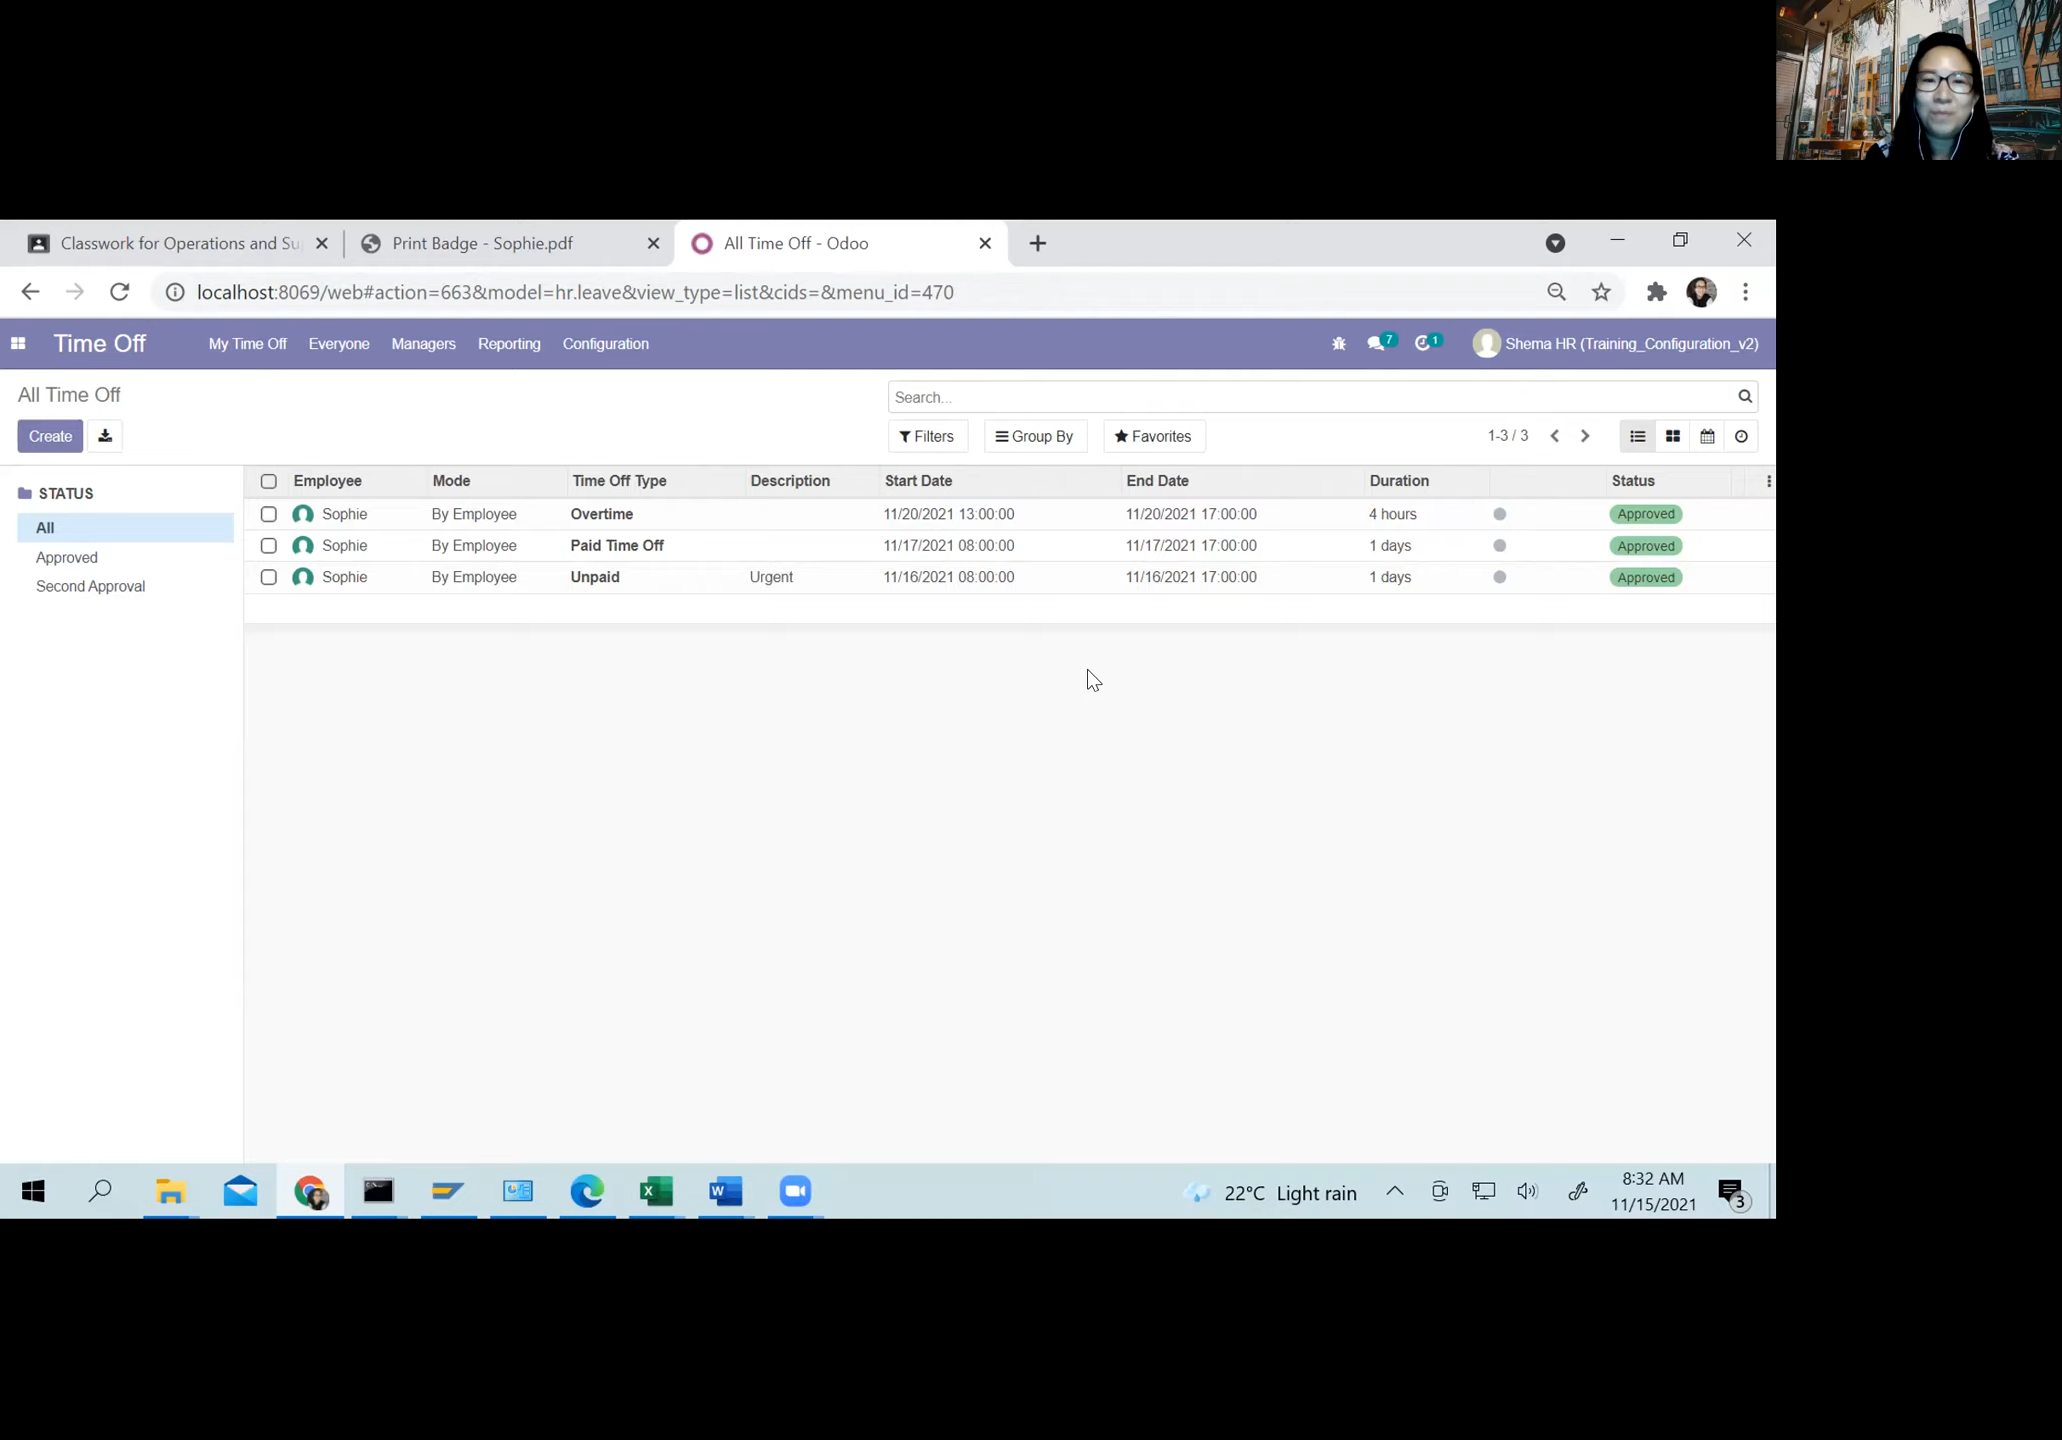 Classwork for Operations and Su
Print Badge - Sophie.pdf
All Time Off - Odoo
localhost:8069/web#action=663&model=hr.leave&view_type=list&cids=&menu_id=470
Time Off My Time Off Everyone Managers Reporting Configuration 7 1 Shema HR (Training_Configuration_v2)
All Time Off
Search...
Create
Filters Group By Favorites 1-3 / 3
STATUS
All
Approved
Second Approval
Employee Mode Time Off Type Description Start Date End Date Duration Status
Sophie By Employee Overtime 11/20/2021 13:00:00 11/20/2021 17:00:00 4 hours Approved
Sophie By Employee Paid Time Off 11/17/2021 08:00:00 11/17/2021 17:00:00 1 days Approved
Sophie By Employee Unpaid Urgent 11/16/2021 08:00:00 11/16/2021 17:00:00 1 days Approved
22°C Light rain
8:32 AM
11/15/2021
3